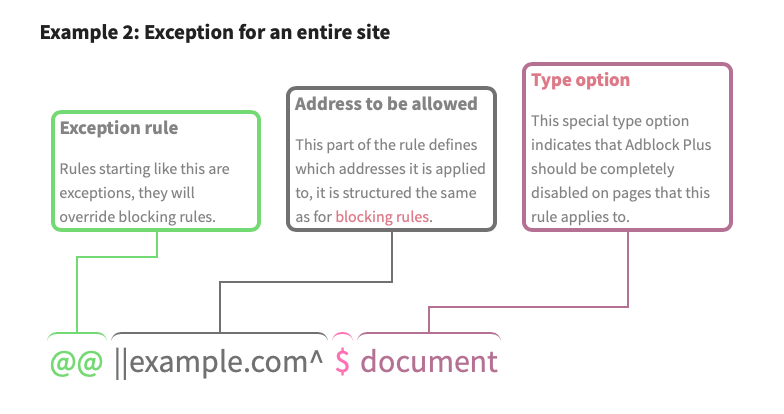 Example 2: Exception for an entire site
Exception rule
Rules starting like this are
exceptions, they will
override blocking rules.
Address to be allowed
This part of the rule defines
which addresses it is applied
to, it is structured the same
as for blocking rules.
Type option
This special type option
indicates that Adblock Plus
should be completely
disabled on pages that this
rule applies to.
@@||example.com^$document